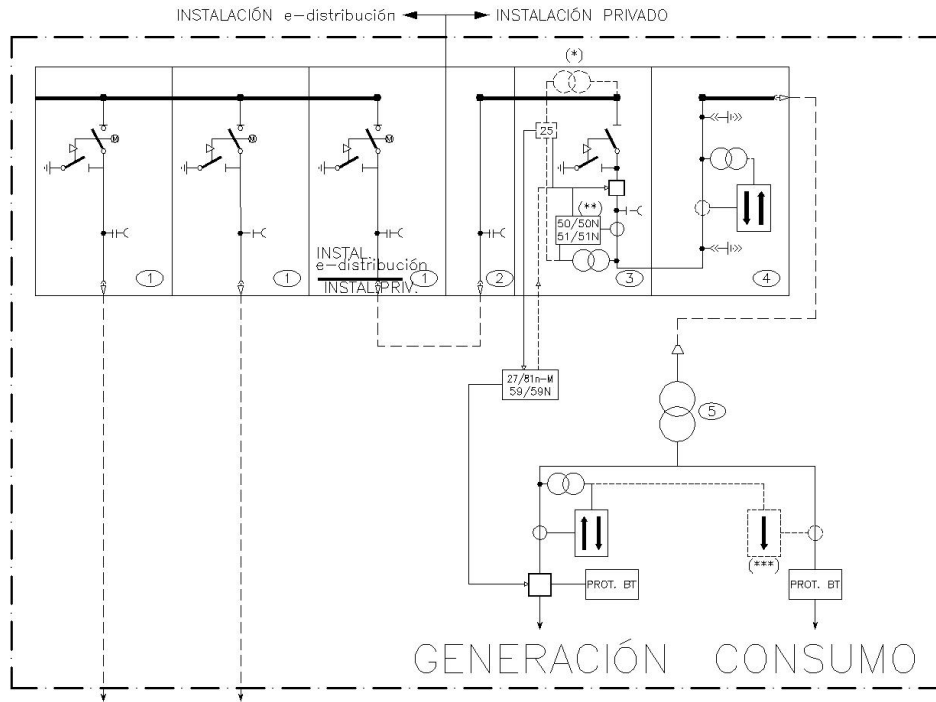 INSTALACIÓN e-distribución
INSTALACIÓN PRIVADO
(*)
M
M
M
25
(**)
50/50N
51/51N
INSTAL.
e-distribución
INSTAL.PRIV.
1
1
1
2
3
4
27/81n-M
59/59N
5
(***)
PROT. BT
PROT. BT
GENERACIÓN
CONSUMO